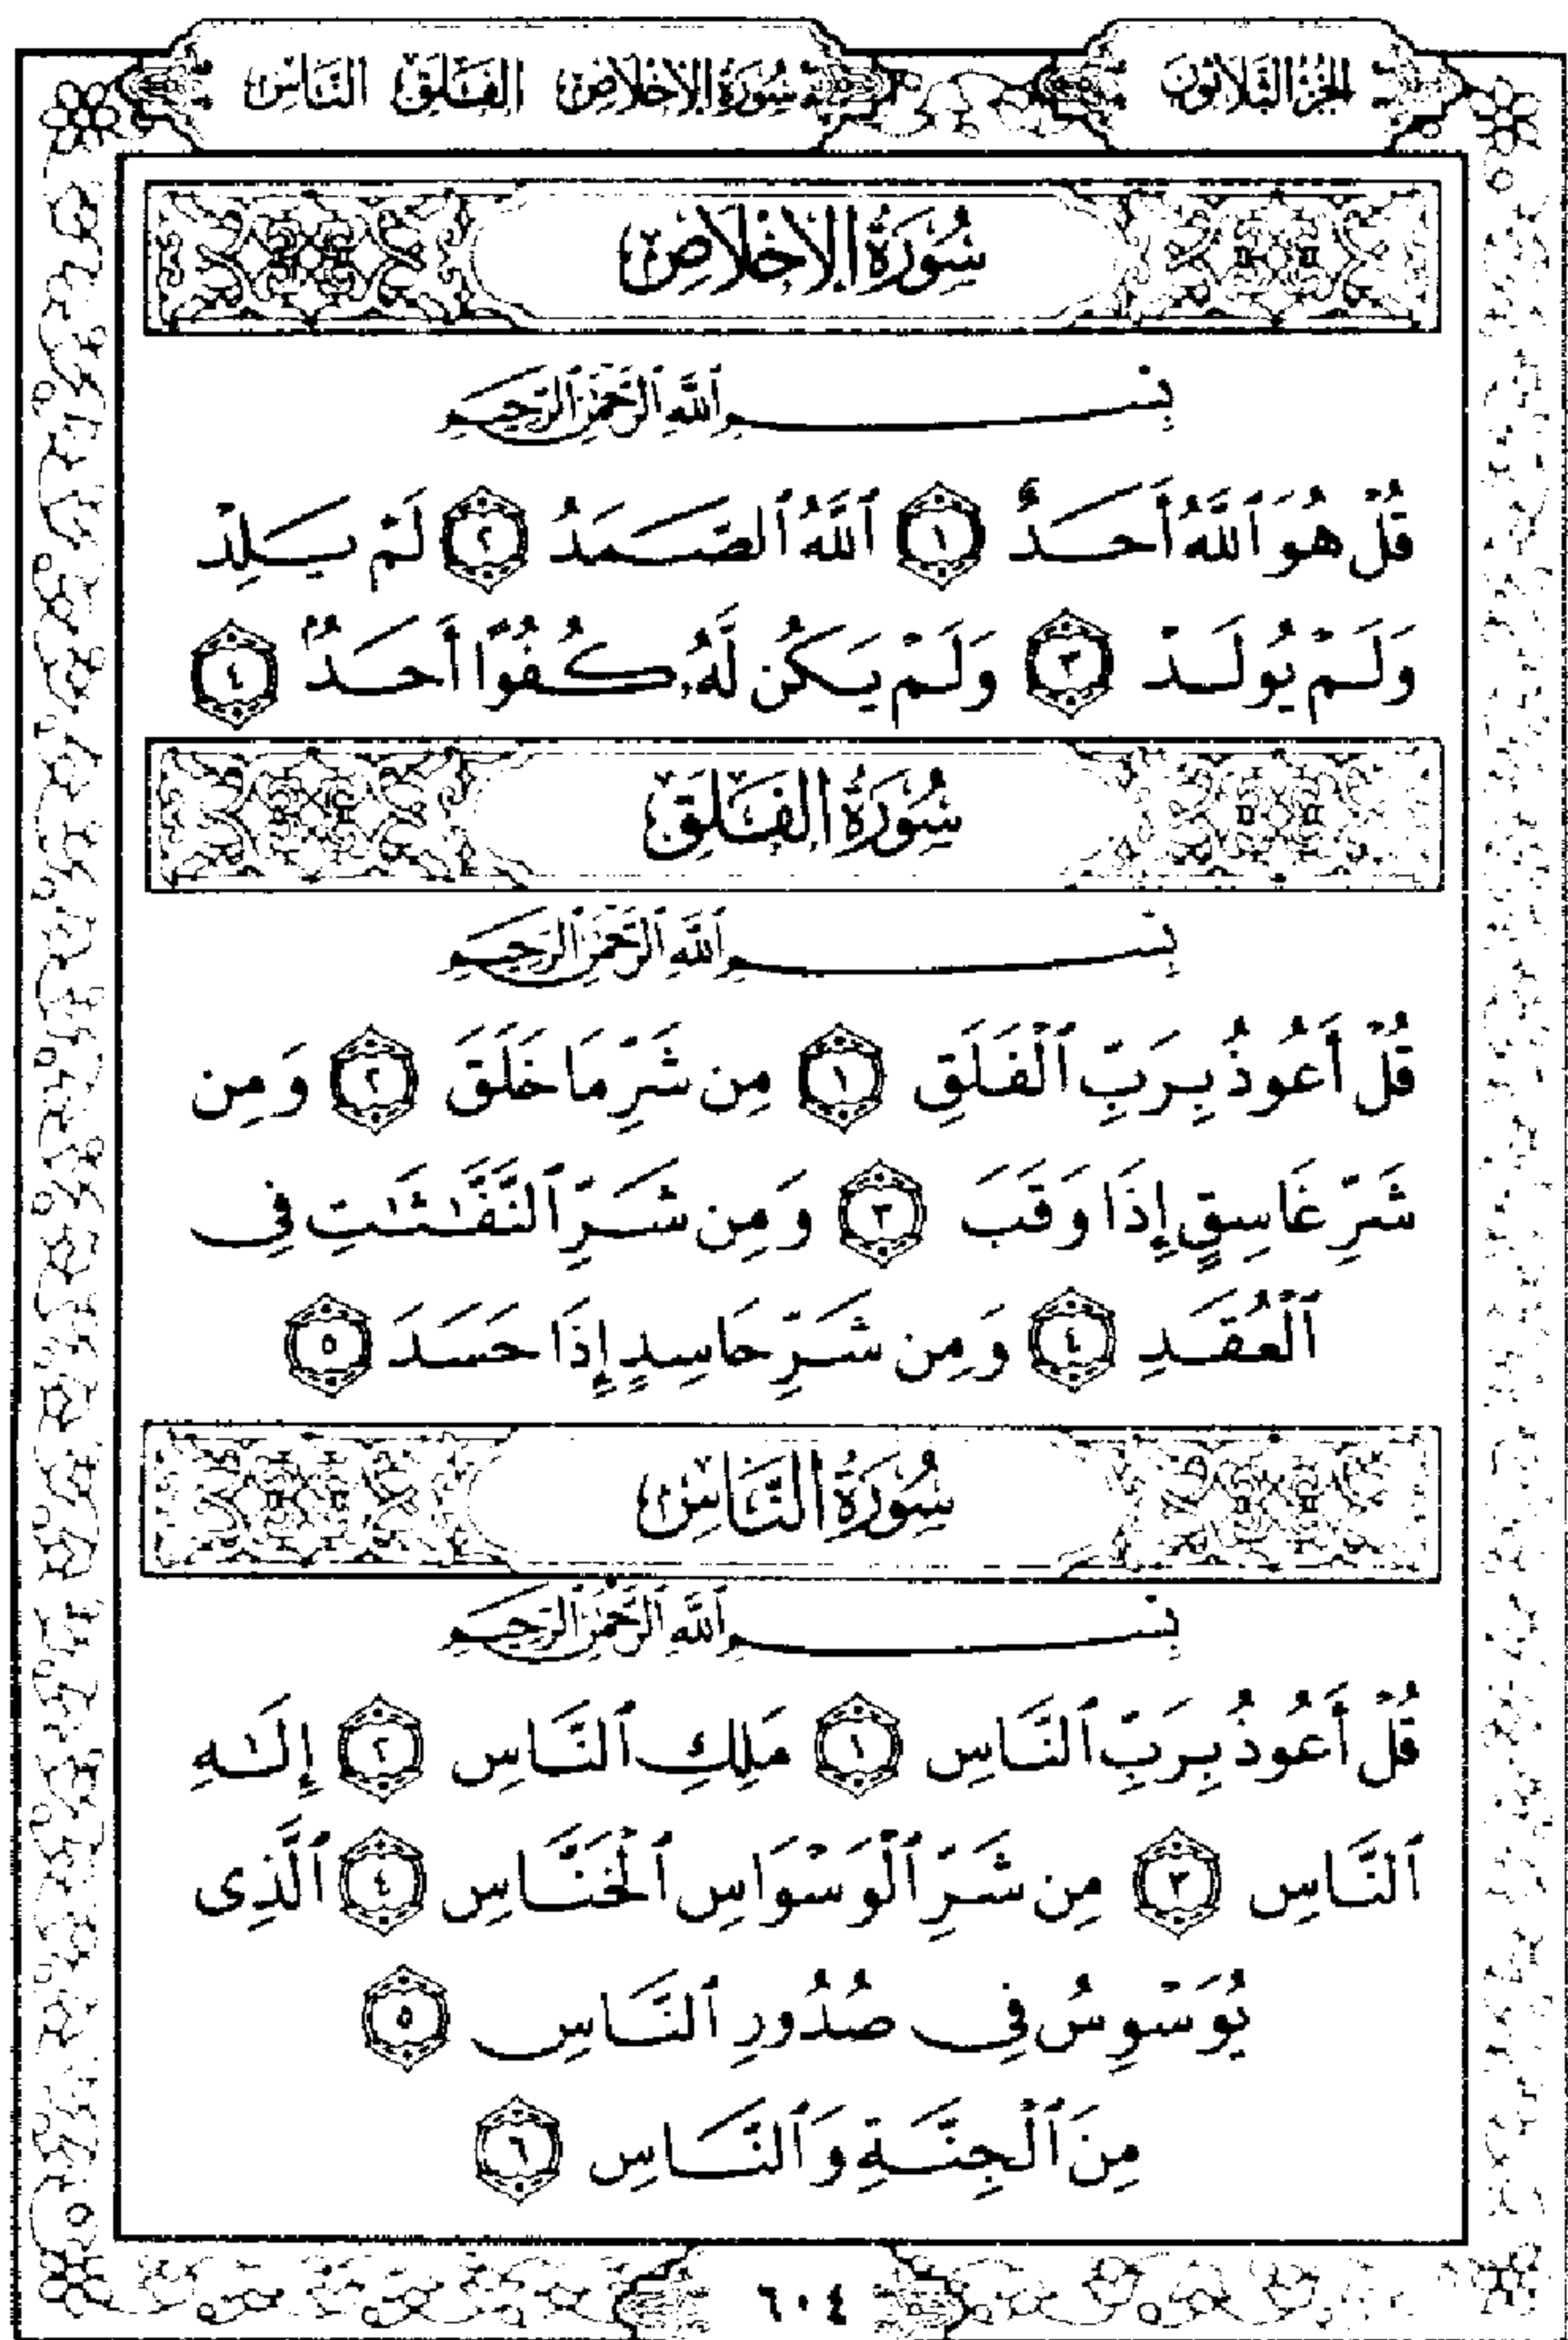 الجزء الثلاثون سورة الإخلاص الفلق الناس
سُورَةُ الإِخْلَاصِ
بِسْمِ ٱللَّهِ ٱلرَّحْمَٰنِ ٱلرَّحِيمِ
قُلْ هُوَ ٱللَّهُ أَحَدٌ ١ ٱللَّهُ ٱلصَّمَدُ ٢ لَمْ يَلِدْ
وَلَمْ يُولَدْ ٣ وَلَمْ يَكُن لَّهُۥ كُفُوًا أَحَدٌۢ ٤
سُورَةُ الفَلَقِ
بِسْمِ ٱللَّهِ ٱلرَّحْمَٰنِ ٱلرَّحِيمِ
قُلْ أَعُوذُ بِرَبِّ ٱلْفَلَقِ ١ مِن شَرِّ مَا خَلَقَ ٢ وَمِن
شَرِّ غَاسِقٍ إِذَا وَقَبَ ٣ وَمِن شَرِّ ٱلنَّفَّٰثَٰتِ فِى
ٱلْعُقَدِ ٤ وَمِن شَرِّ حَاسِدٍ إِذَا حَسَدَ ٥
سُورَةُ النَّاسِ
بِسْمِ ٱللَّهِ ٱلرَّحْمَٰنِ ٱلرَّحِيمِ
قُلْ أَعُوذُ بِرَبِّ ٱلنَّاسِ ١ مَلِكِ ٱلنَّاسِ ٢ إِلَٰهِ
ٱلنَّاسِ ٣ مِن شَرِّ ٱلْوَسْوَاسِ ٱلْخَنَّاسِ ٤ ٱلَّذِى
يُوَسْوِسُ فِى صُدُورِ ٱلنَّاسِ ٥
مِنَ ٱلْجِنَّةِ وَٱلنَّاسِ ٦
٦٠٤